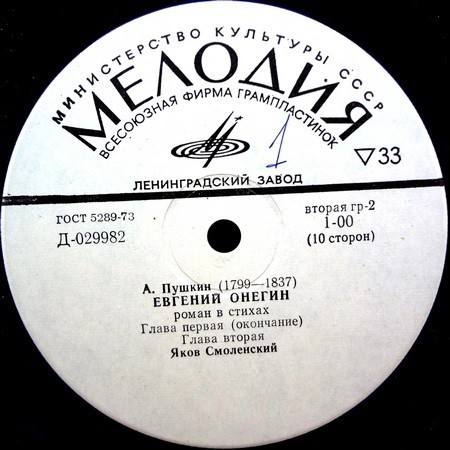 МИНИСТЕРСТВО КУЛЬТУРЫ СССР
МЕЛОДИЯ
ВСЕСОЮЗНАЯ ФИРМА ГРАМПЛАСТИНОК
1
▽33
ЛЕНИНГРАДСКИЙ ЗАВОД
ГОСТ 5289-73
Д-029982
вторая гр-2
1-00
(10 сторон)
А. Пушкин (1799—1837)
ЕВГЕНИЙ ОНЕГИН
роман в стихах
Глава первая (окончание)
Глава вторая
Яков Смоленский